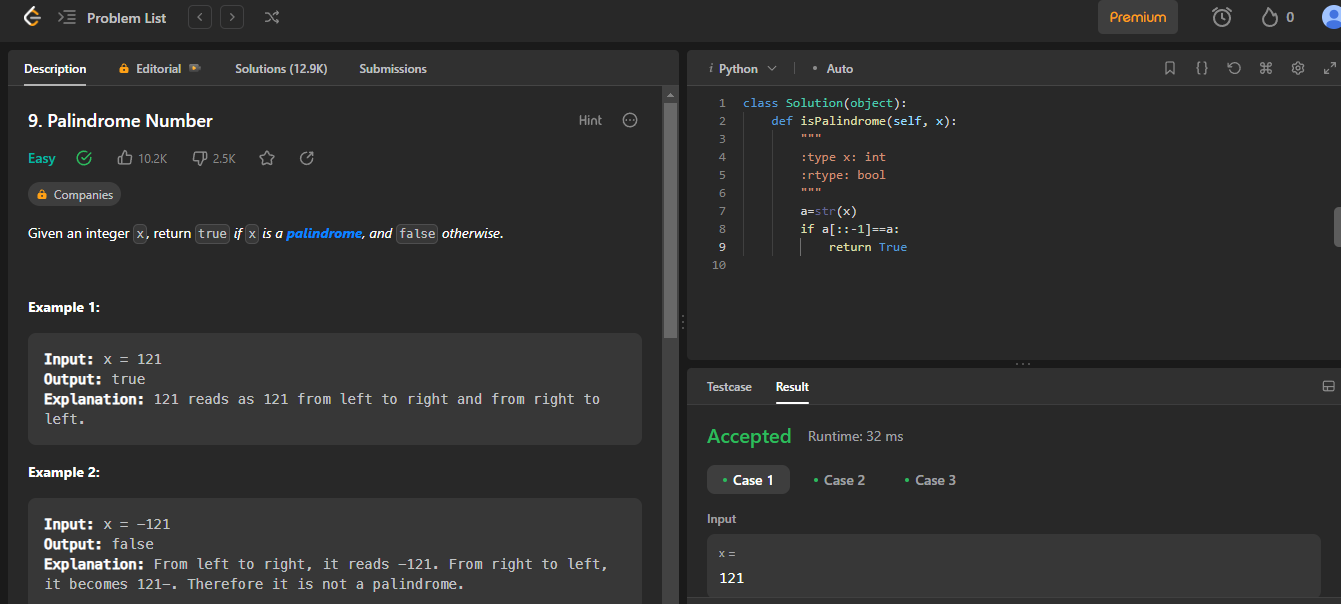 Problem List
Premium
0
Description
Editorial
Solutions (12.9K)
Submissions
9. Palindrome Number
Hint
Easy
10.2K
2.5K
Companies
Given an integer x, return true if x is a palindrome, and false otherwise.
Example 1:
Input: x = 121
Output: true
Explanation: 121 reads as 121 from left to right and from right to
left.
Example 2:
Input: x = -121
Output: false
Explanation: From left to right, it reads -121. From right to left,
it becomes 121-. Therefore it is not a palindrome.
i Python
• Auto
1 class Solution(object):
2     def isPalindrome(self, x):
3         """
4         :type x: int
5         :rtype: bool
6         """
7         a=str(x)
8         if a[::-1]==a:
9             return True
10
Testcase
Result
Accepted
Runtime: 32 ms
• Case 1
• Case 2
• Case 3
Input
x =
121